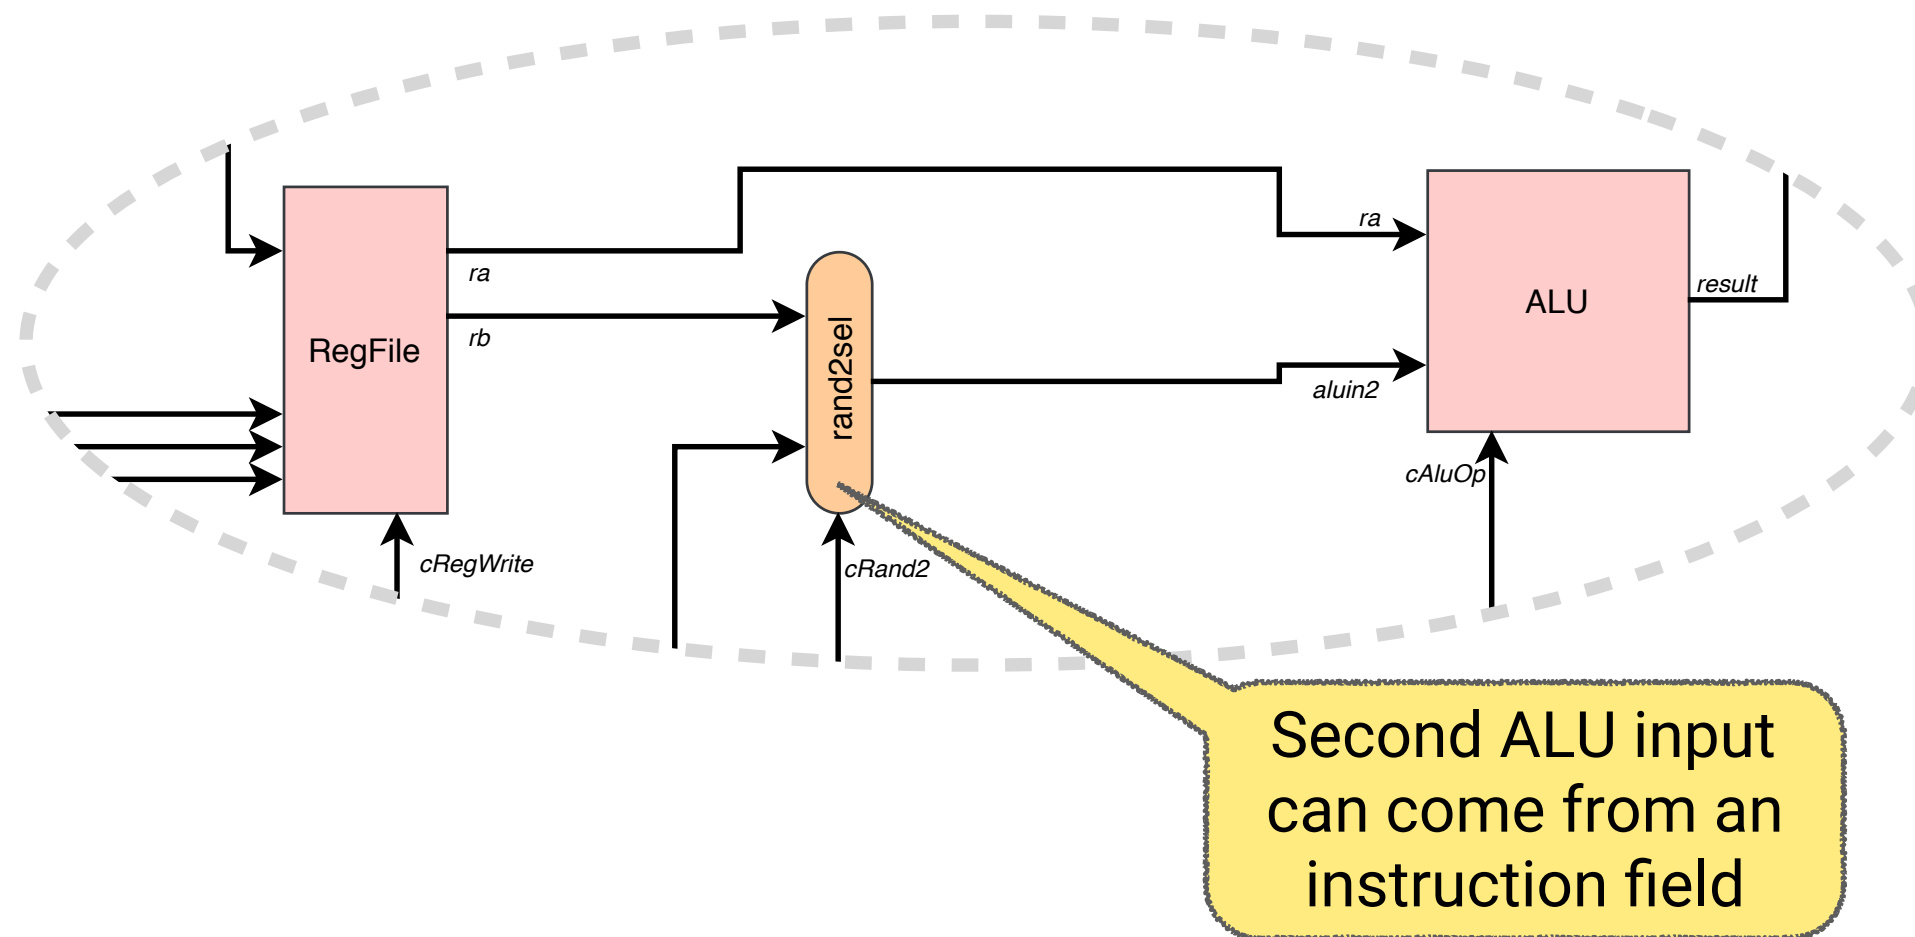 RegFile
ra
rb
cRegWrite
rand2sel
cRand2
ra
aluin2
ALU
result
cAluOp
Second ALU input
can come from an
instruction field